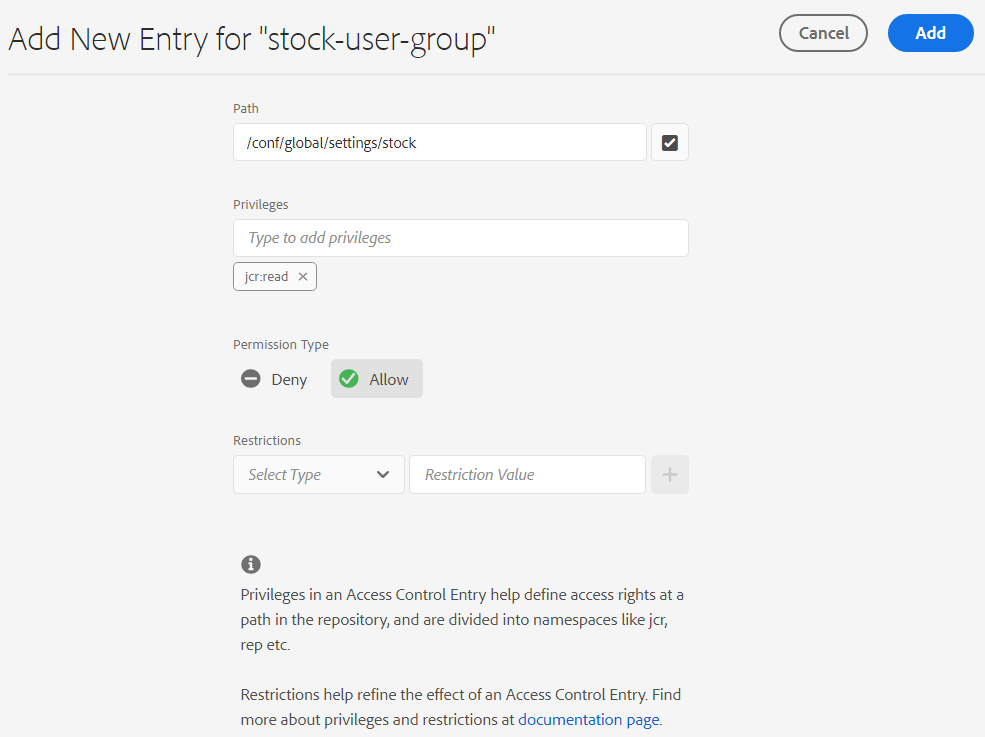 Add New Entry for "stock-user-group"
Cancel
Add
Path
/conf/global/settings/stock
Privileges
Type to add privileges
jcr:read
Permission Type
Deny
Allow
Restrictions
Select Type
Restriction Value
Privileges in an Access Control Entry help define access rights at a
path in the repository, and are divided into namespaces like jcr,
rep etc.
Restrictions help refine the effect of an Access Control Entry. Find
more about privileges and restrictions at documentation page.